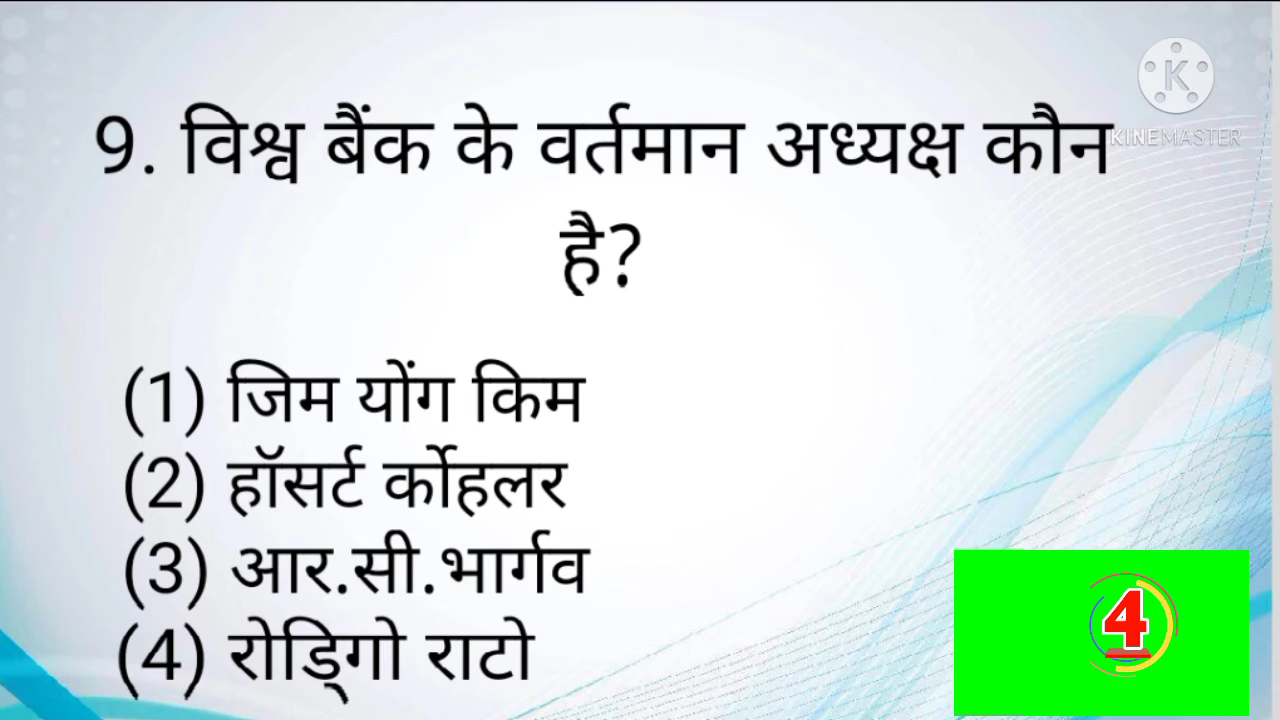 K
KINEMASTER
9. विश्व बैंक के वर्तमान अध्यक्ष कौन
है?
(1) जिम योंग किम
(2) हॉसर्ट कोर्हलर
(3) आर.सी.भार्गव
(4) रोड्गिो राटो
4